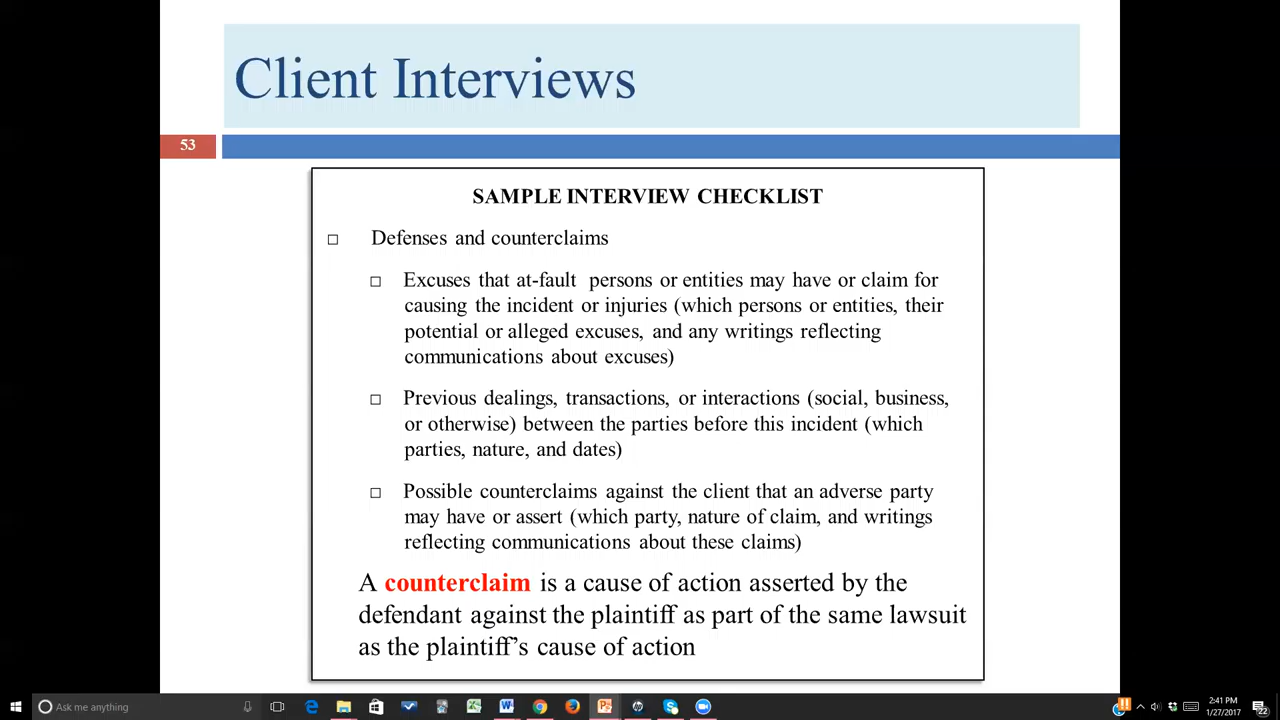 Client Interviews
53
SAMPLE INTERVIEW CHECKLIST
Defenses and counterclaims
Excuses that at-fault persons or entities may have or claim for
causing the incident or injuries (which persons or entities, their
potential or alleged excuses, and any writings reflecting
communications about excuses)
Previous dealings, transactions, or interactions (social, business,
or otherwise) between the parties before this incident (which
parties, nature, and dates)
Possible counterclaims against the client that an adverse party
may have or assert (which party, nature of claim, and writings
reflecting communications about these claims)
A counterclaim is a cause of action asserted by the
defendant against the plaintiff as part of the same lawsuit
as the plaintiff’s cause of action
Ask me anything
2:41 PM
1/27/2017
22